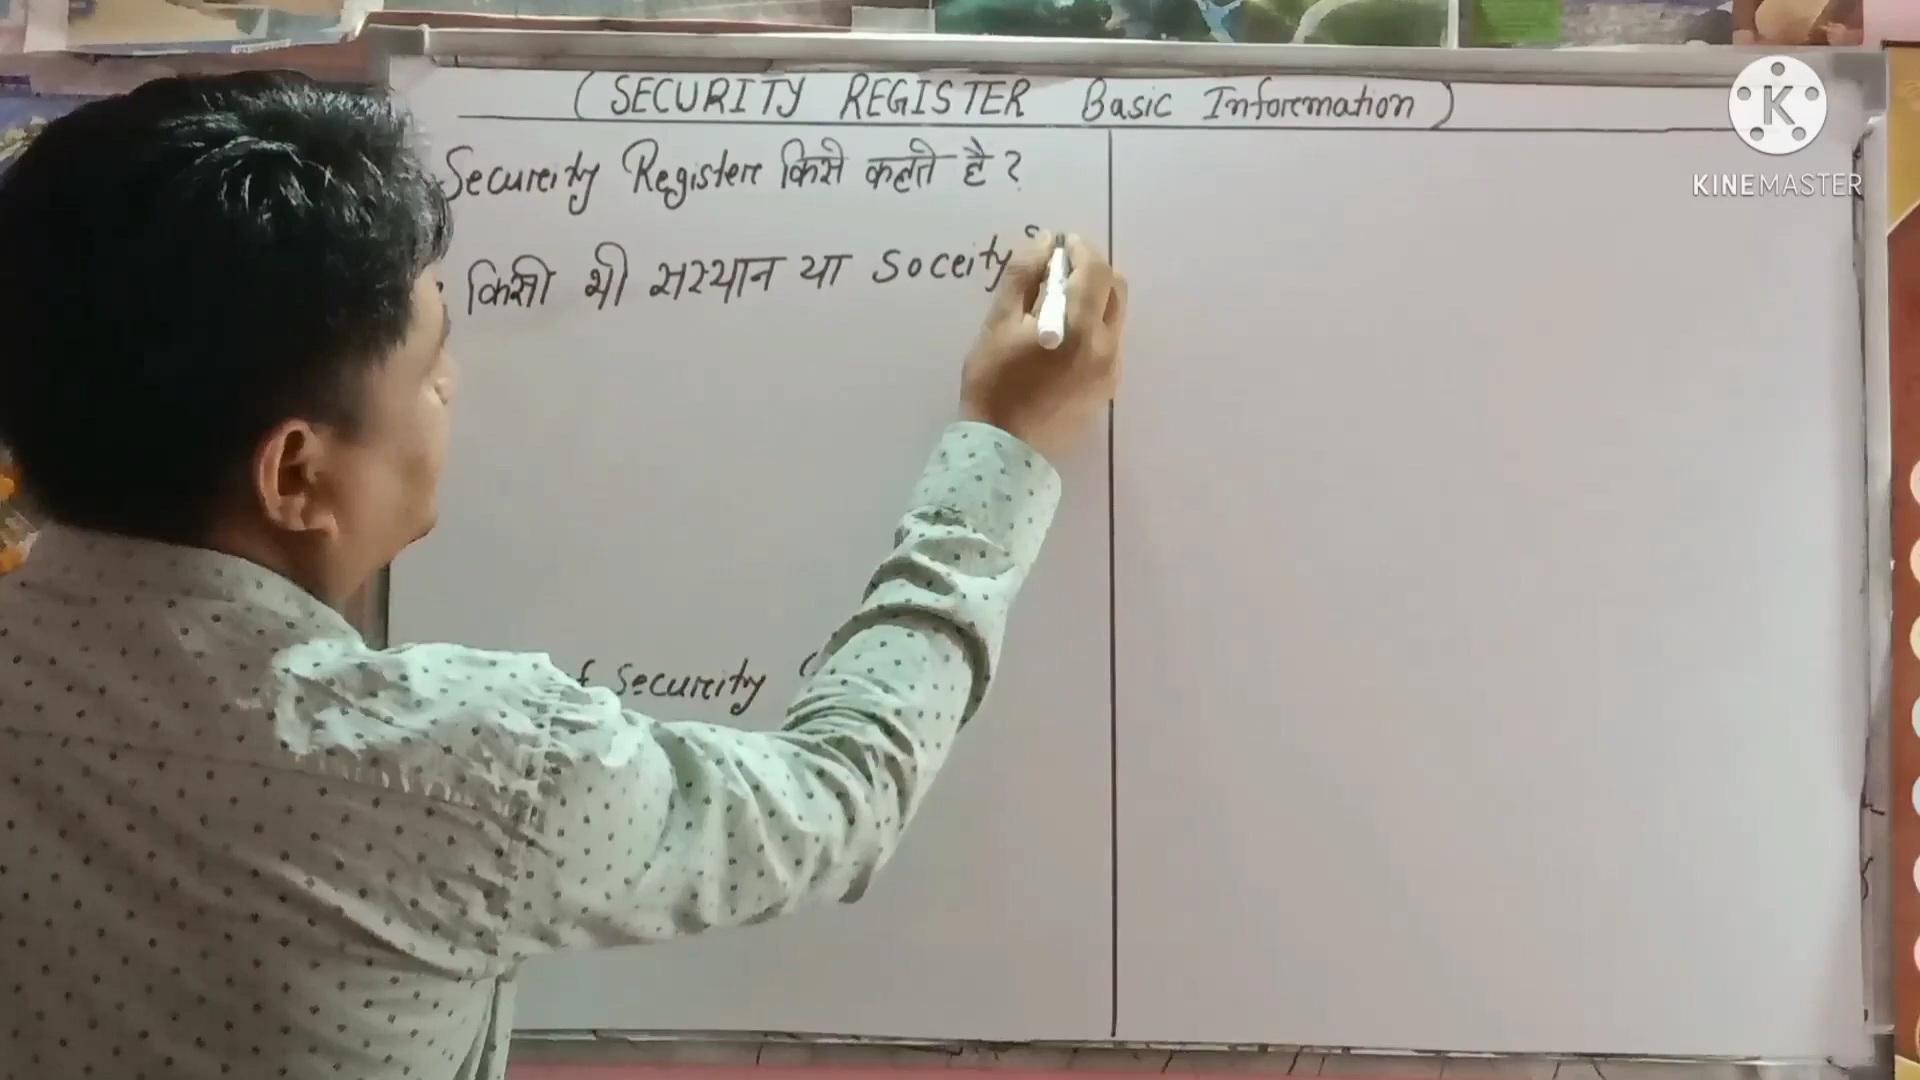 ( SECURITY REGISTER Basic Information )
Security Register किसे कहते है ?
किसी भी सस्थान या Soceity
Security
KINEMASTER